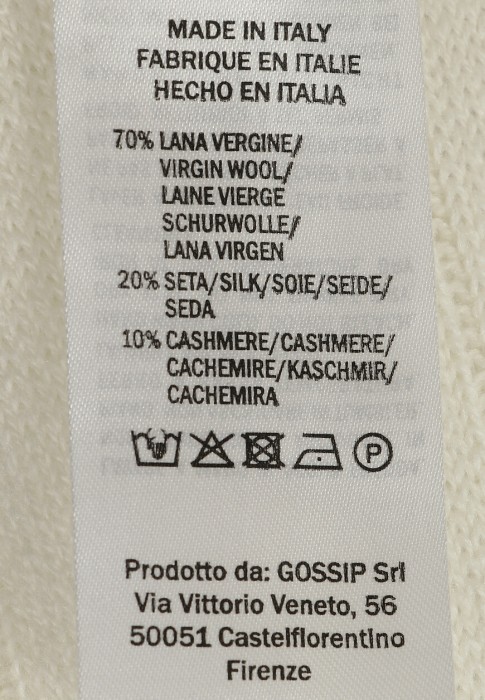 MADE IN ITALY
FABRIQUE EN ITALIE
HECHO EN ITALIA
70% LANA VERGINE/
VIRGIN WOOL/
LAINE VIERGE
SCHURWOLLE/
LANA VIRGEN
20% SETA/SILK/SOIE/SEIDE/
SEDA
10% CASHMERE/CASHMERE/
CACHEMIRE/KASCHMIR/
CACHEMIRA
P
Prodotto da: GOSSIP Srl
Via Vittorio Veneto, 56
50051 Castelfiorentino
Firenze